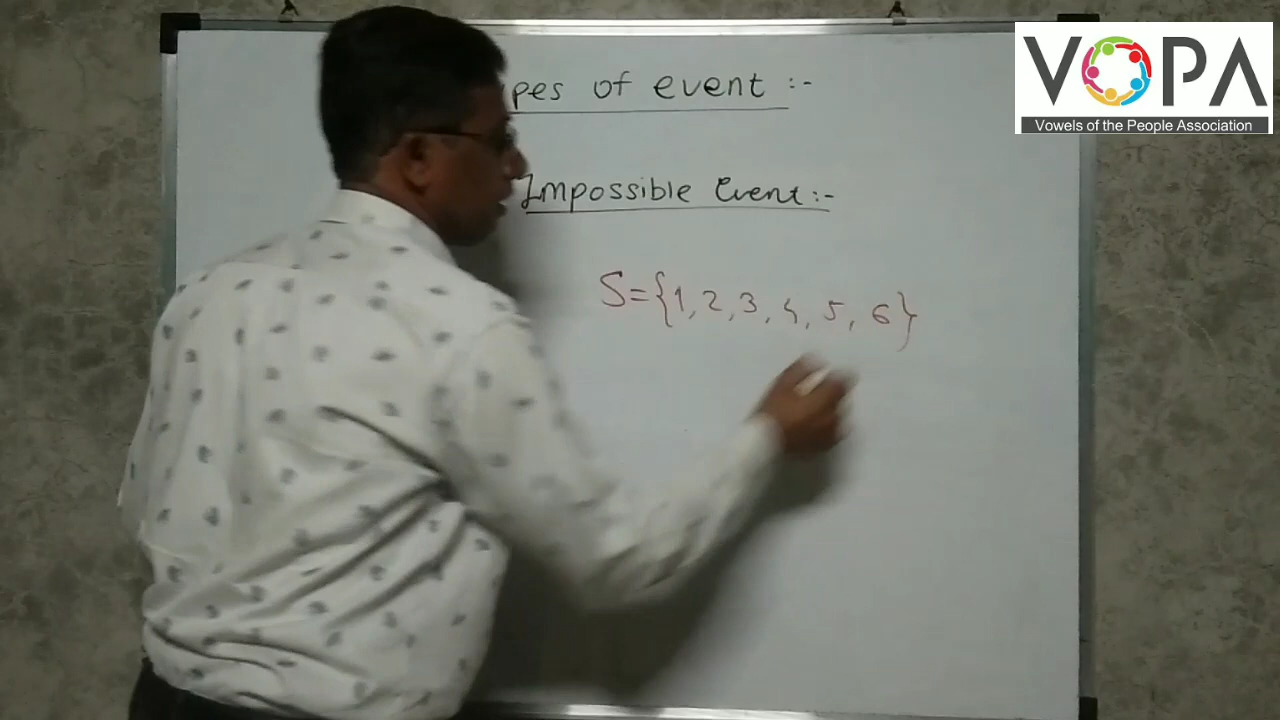 VOPA
Vowels of the People Association
pes of event :-
Impossible Event:-
S={1, 2, 3, 4, 5, 6}